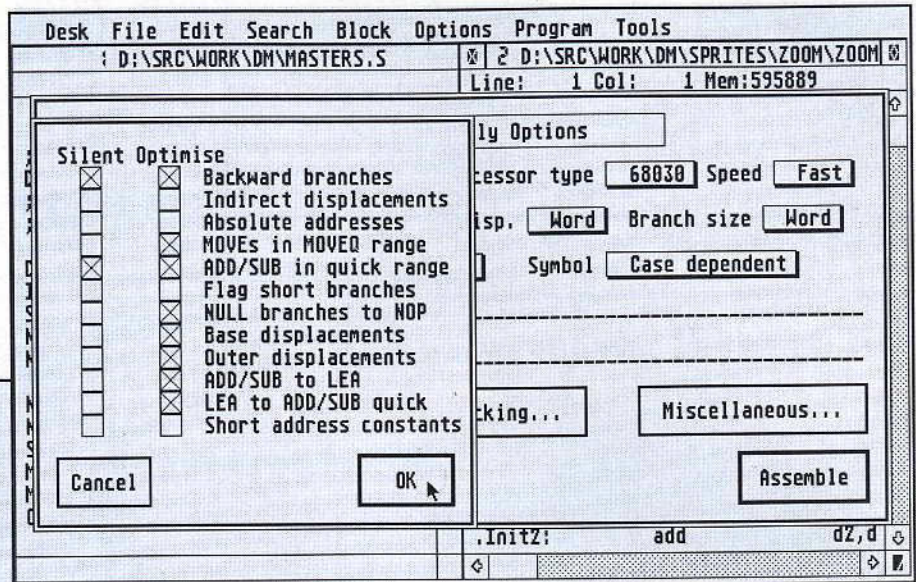 Desk File Edit Search Block Options Program Tools
D:\SRC\WORK\DM\MASTERS.S
2 D:\SRC\WORK\DM\SPRITES\ZOOM\ZOOM
Line: 1 Col: 1 Mem:595889
ly Options
Silent Optimise
Backward branches
Indirect displacements
Absolute addresses
MOVEs in MOVEQ range
ADD/SUB in quick range
Flag short branches
NULL branches to NOP
Base displacements
Outer displacements
ADD/SUB to LEA
LEA to ADD/SUB quick
Short address constants
Cancel
OK
cessor type 68030 Speed Fast
isp. Word Branch size Word
Symbol Case dependent
cking...
Miscellaneous...
Assemble
.Init2: add d2,d